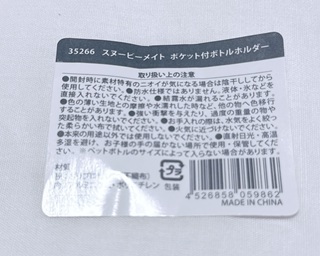 35266 スヌーピーメイト ポケット付ボトルホルダー
取り扱い上の注意
●開封時に素材特有のニオイが気になる場合は陰干ししてから
使用してください。●防水仕様ではありません。液体・氷などを
直接入れないでください。●結露水が漏れることがあります。
●色の薄い生地との摩擦や水濡れした時など、他の物へ色移行
することがあります。●強い衝撃を与えたり、過度の重量の物や
突起物を入れないでください。●お手入れの際は、水気をよく絞っ
た柔らかい布で拭いてください。●火気に近づけないでください。
●本来の用途以外では使用しないでください。●直射日光・高温
多湿を避け、お子様の手の届かない場所で使用・保管してくださ
い。※ペットボトルのサイズによって入らない場合があります。
材質
包装
4 526858 059862
MADE IN CHINA